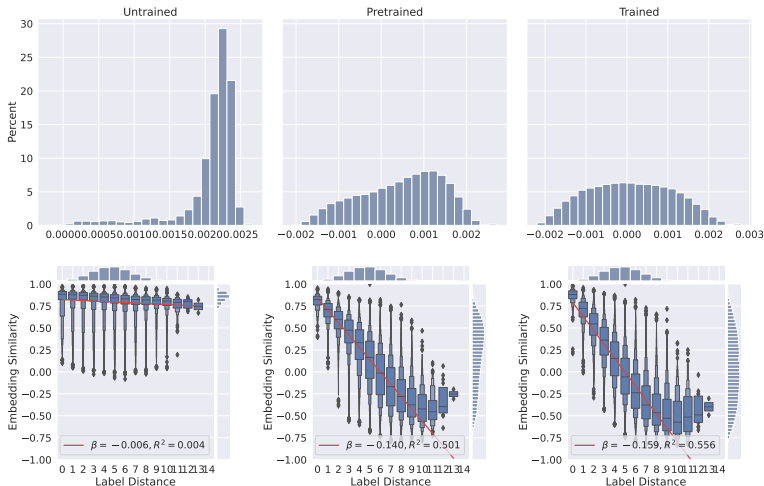 Untrained Pretrained Trained
30
25
20
15
10
5
0
Percent
0.0000 0.0005 0.0010 0.0015 0.0020 0.0025
−0.002 −0.001 0.000 0.001 0.002
−0.002 −0.001 0.000 0.001 0.002 0.003
1.00
0.75
0.50
0.25
0.00
−0.25
−0.50
−0.75
−1.00
Embedding Similarity
β = −0.006, R² = 0.004
0 1 2 3 4 5 6 7 8 9 10 11 12 13 14
Label Distance
1.00
0.75
0.50
0.25
0.00
−0.25
−0.50
−0.75
−1.00
Embedding Similarity
β = −0.140, R² = 0.501
0 1 2 3 4 5 6 7 8 9 10 11 12 13 14
Label Distance
1.00
0.75
0.50
0.25
0.00
−0.25
−0.50
−0.75
−1.00
Embedding Similarity
β = −0.159, R² = 0.556
0 1 2 3 4 5 6 7 8 9 10 11 12 13 14
Label Distance